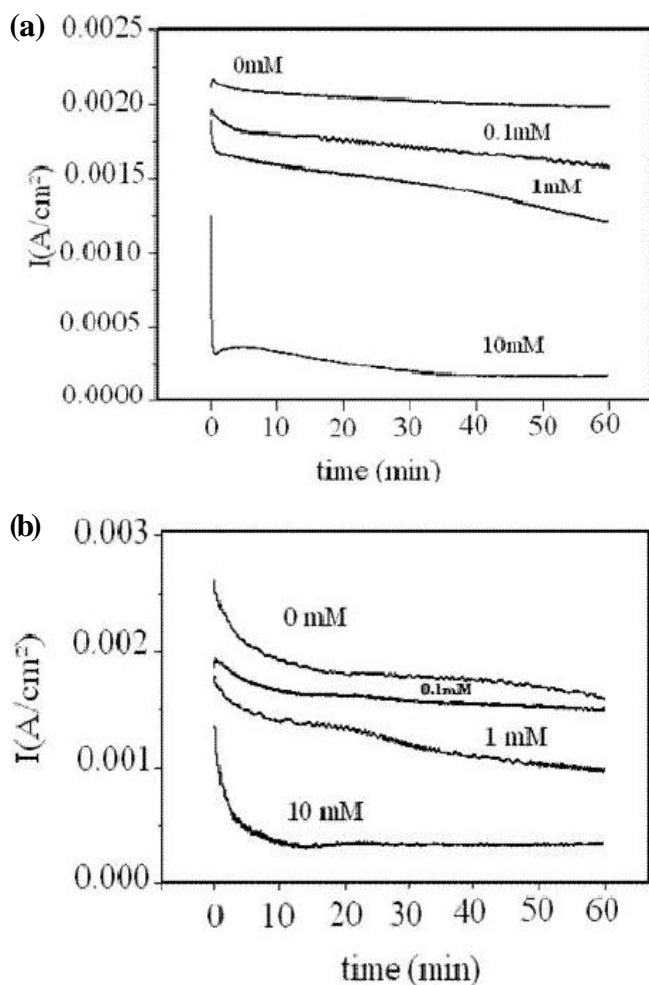 (a)
0.0025
0mM
0.0020
0.1mM
0.0015
1mM
0.0010
0.0005
10mM
0.0000
I(A/cm²)
0 10 20 30 40 50 60
time (min)
(b)
0.003
0 mM
0.002
0.1mM
1 mM
0.001
10 mM
0.000
I(A/cm²)
0 10 20 30 40 50 60
time (min)